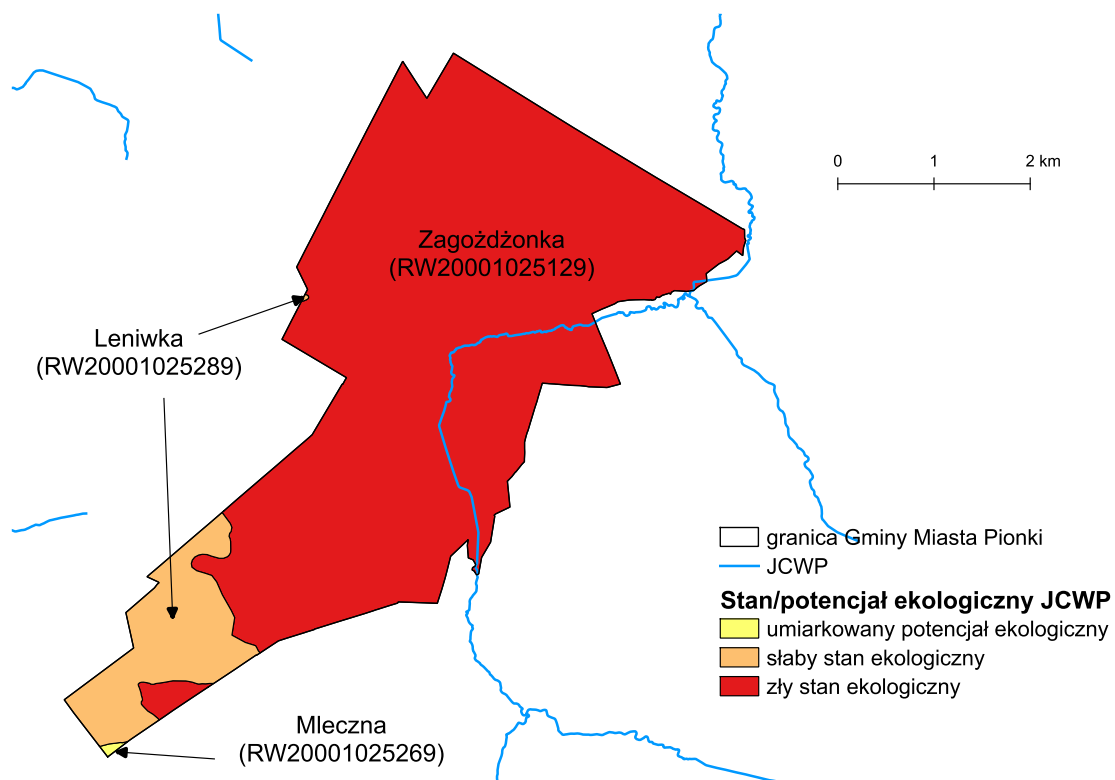 0 1 2 km
Zagożdżonka
(RW20001025129)
Leniwka
(RW20001025289)
granica Gminy Miasta Pionki
JCWP
Stan/potencjał ekologiczny JCWP
umiarkowany potencjał ekologiczny
słaby stan ekologiczny
zły stan ekologiczny
Mleczna
(RW20001025269)